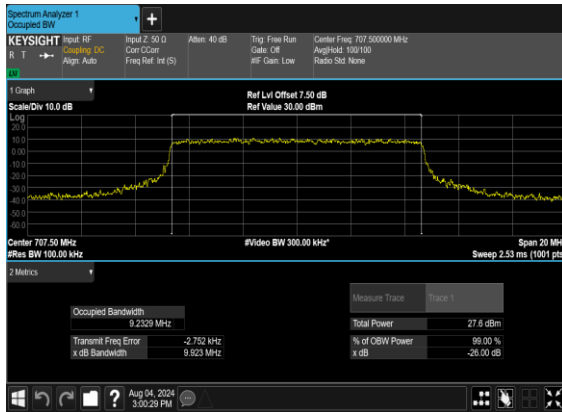 Spectrum Analyzer 1
Occupied BW
KEYSIGHT Input: RF Input Z: 50 Ω Atten: 40 dB Trig: Free Run Center Freq: 707.500000 MHz
R T Coupling: DC Corr CCorr Gate: Off Avg|Hold: 100/100
Align: Auto Freq Ref: Int (S) #IF Gain: Low Radio Std: None
1 Graph
Ref Lvl Offset 7.50 dB
Scale/Div 10.0 dB Ref Value 30.00 dBm
Log
20.0
10.0
0.00
-10.0
-20.0
-30.0
-40.0
-50.0
-60.0
Center 707.50 MHz #Video BW 300.00 kHz* Span 20 MH
#Res BW 100.00 kHz Sweep 2.53 ms (1001 pts
2 Metrics
Measure Trace Trace 1
Occupied Bandwidth
9.2329 MHz Total Power 27.6 dBm
Transmit Freq Error -2.752 kHz % of OBW Power 99.00 %
x dB Bandwidth 9.923 MHz x dB -26.00 dB
? Aug 04, 2024
3:00:29 PM